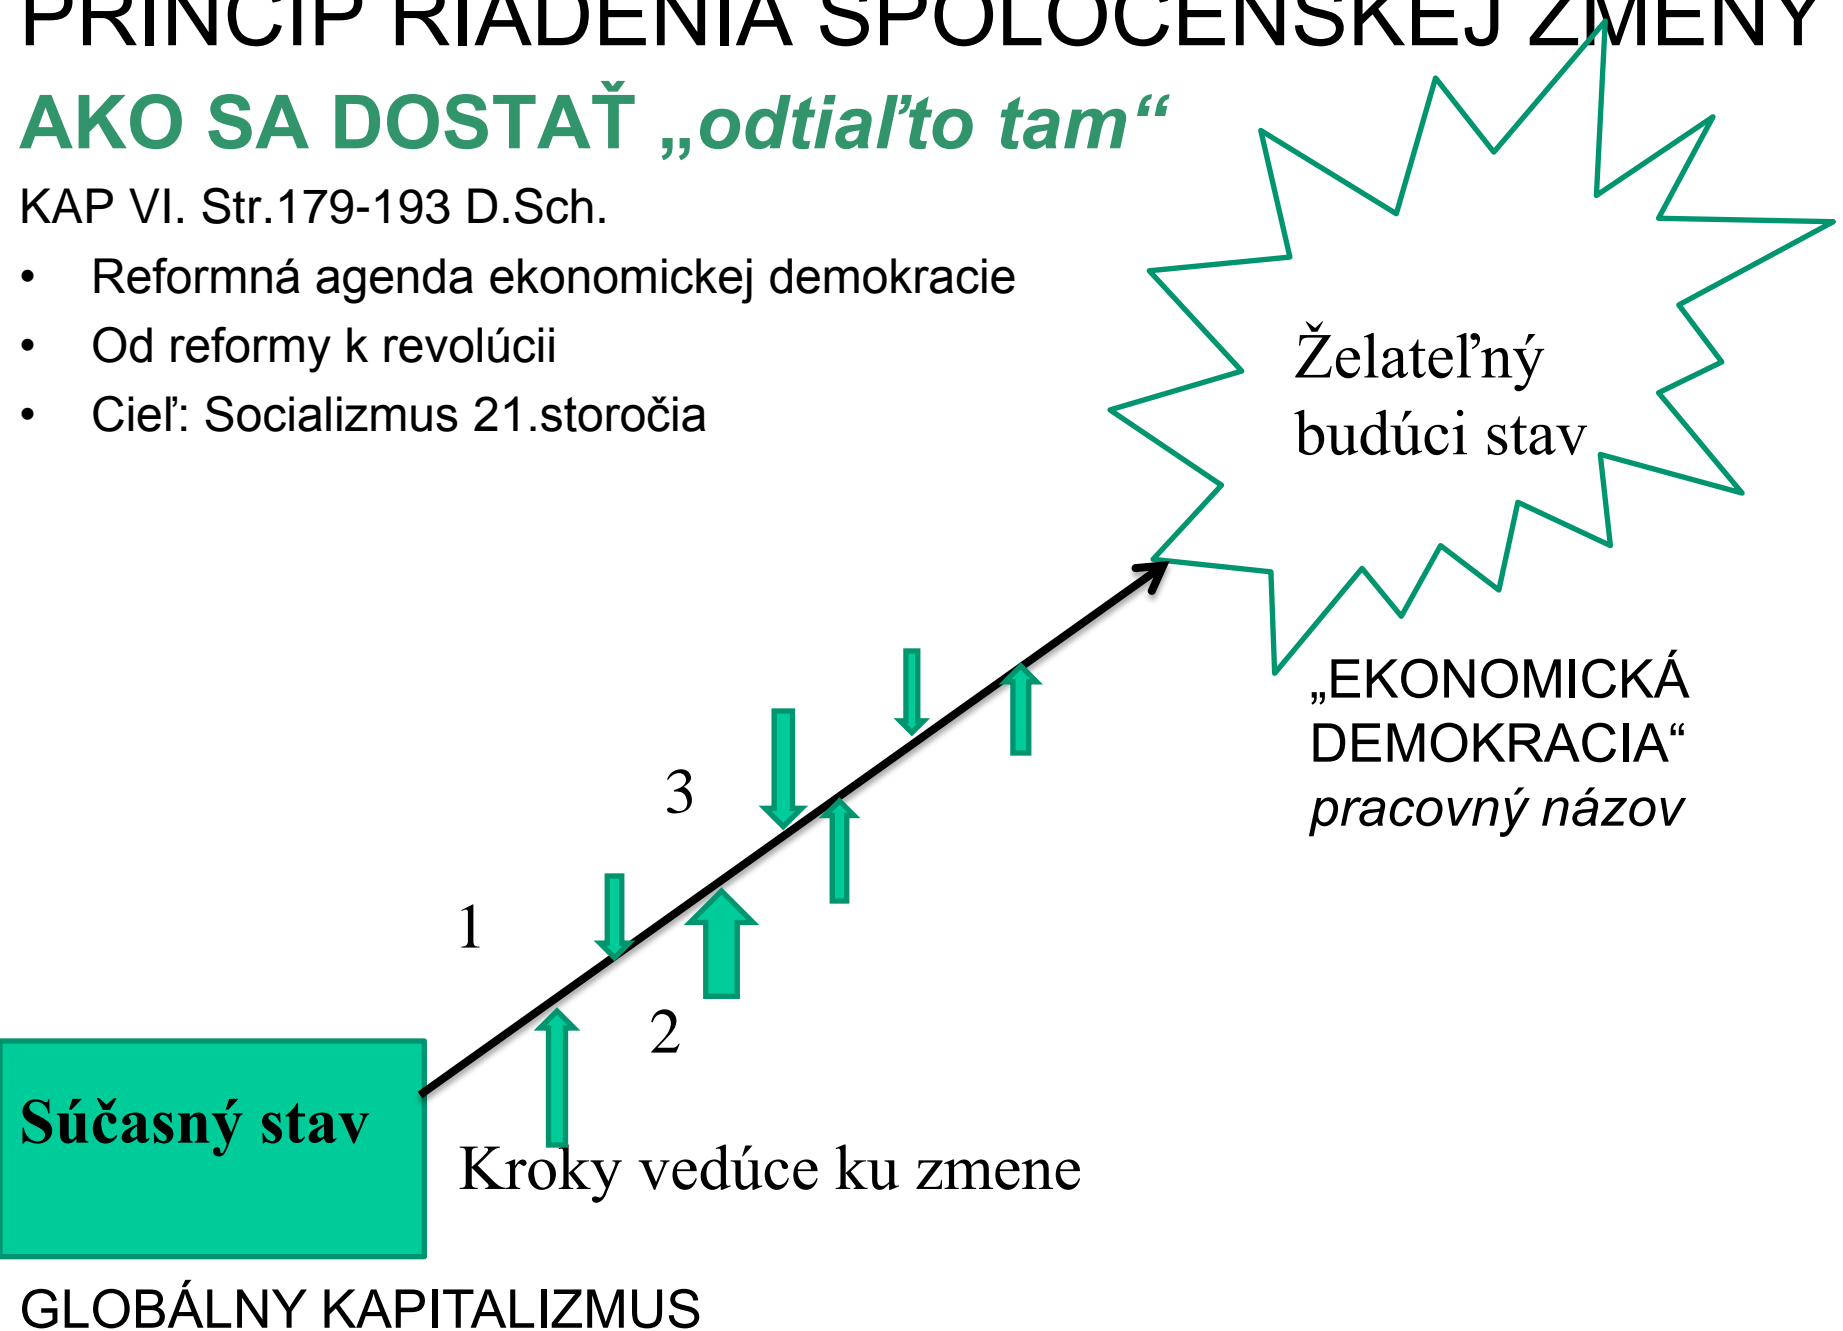 PRINCÍP RIADENIA SPOLOČENSKEJ ZMENY
AKO SA DOSTAŤ „odtiaľto tam“
KAP VI. Str.179-193 D.Sch.
• Reformná agenda ekonomickej demokracie
• Od reformy k revolúcii
• Cieľ: Socializmus 21.storočia
Želateľný
budúci stav
„EKONOMICKÁ
DEMOKRACIA“
pracovný názov
3
1
2
Súčasný stav
Kroky vedúce ku zmene
GLOBÁLNY KAPITALIZMUS